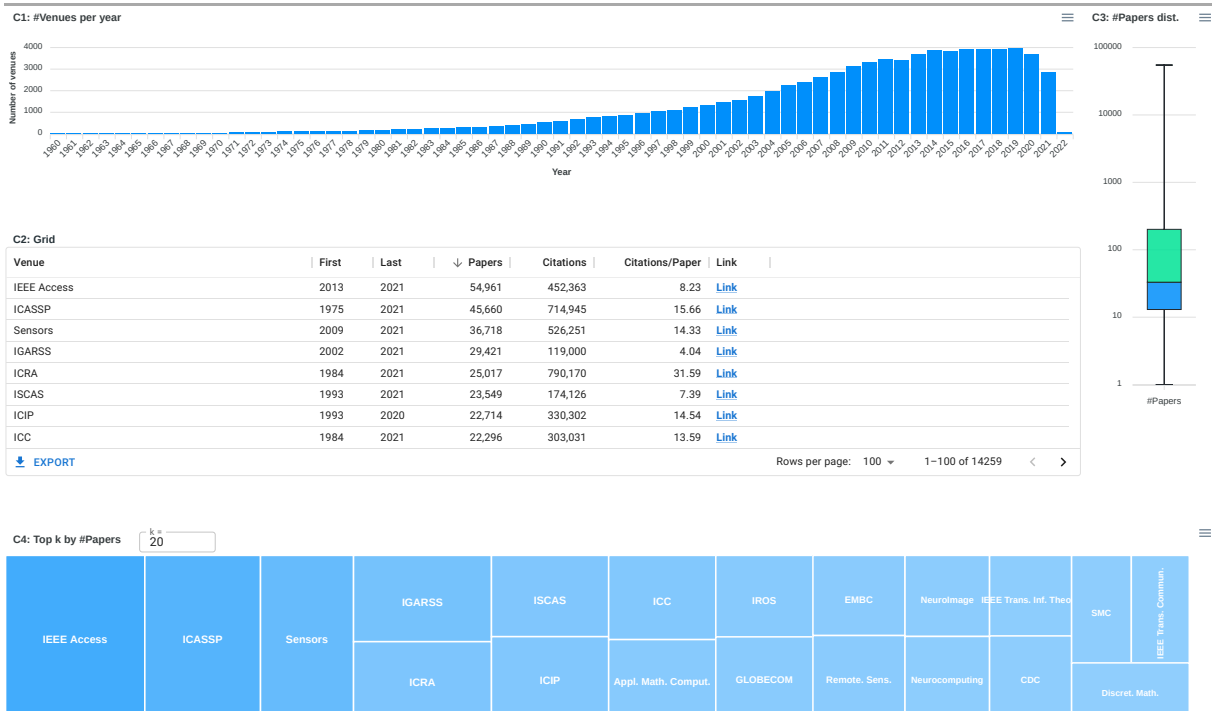 C1: #Venues per year
Number of venues
4000
3000
2000
1000
0
1960 1961 1962 1963 1964 1965 1966 1967 1968 1969 1970 1971 1972 1973 1974 1975 1976 1977 1978 1979 1980 1981 1982 1983 1984 1985 1986 1987 1988 1989 1990 1991 1992 1993 1994 1995 1996 1997 1998 1999 2000 2001 2002 2003 2004 2005 2006 2007 2008 2009 2010 2011 2012 2013 2014 2015 2016 2017 2018 2019 2020 2021 2022
Year
C3: #Papers dist.
100000
10000
1000
100
10
1
#Papers
C2: Grid
Venue First Last Papers Citations Citations/Paper Link
IEEE Access 2013 2021 54,961 452,363 8.23 Link
ICASSP 1975 2021 45,660 714,945 15.66 Link
Sensors 2009 2021 36,718 526,251 14.33 Link
IGARSS 2002 2021 29,421 119,000 4.04 Link
ICRA 1984 2021 25,017 790,170 31.59 Link
ISCAS 1993 2021 23,549 174,126 7.39 Link
ICIP 1993 2020 22,714 330,302 14.54 Link
ICC 1984 2021 22,296 303,031 13.59 Link
EXPORT Rows per page: 100 1–100 of 14259
C4: Top k by #Papers
k =
20
IEEE Access
ICASSP
Sensors
IGARSS
ICRA
ISCAS
ICIP
ICC
Appl. Math. Comput.
IROS
GLOBECOM
EMBC
Remote. Sens.
NeuroImage
Neurocomputing
IEEE Trans. Inf. Theo
CDC
SMC
IEEE Trans. Commun.
Discret. Math.